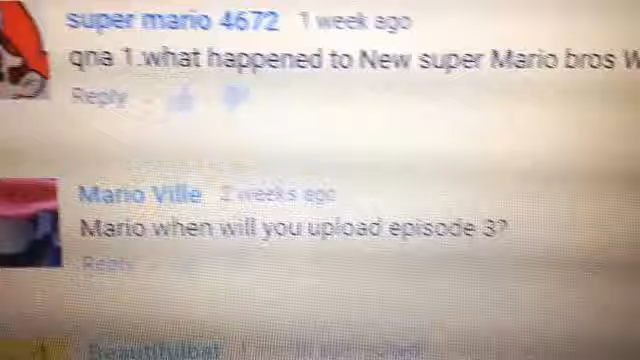 super mario 4672 1 week ago
qna 1.what happened to New super Mario bros W
Reply
Mario Ville 2 weeks ago
Mario when will you upload episode 3?
Reply
Beautifulbat